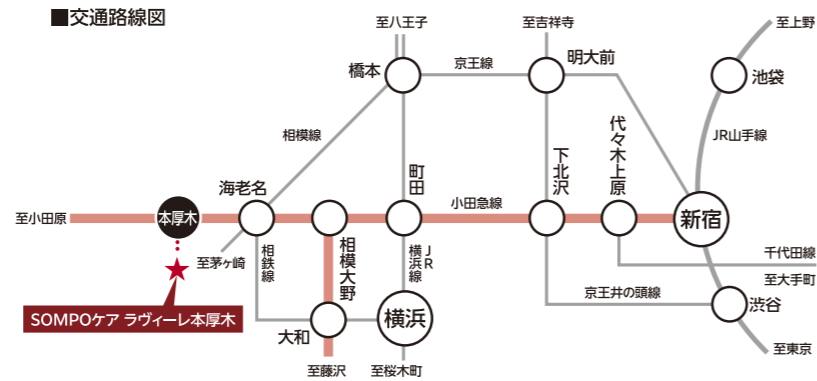 ■交通路線図
至八王子
至吉祥寺
至上野
橋本
京王線
明大前
池袋
相模線
代々木上原
JR山手線
下北沢
町田
海老名
小田急線
至小田原
本厚木
新宿
至茅ヶ崎
相鉄線
相模大野
JR
横浜線
千代田線
至大手町
京王井の頭線
SOMPOケア ラヴィーレ本厚木
大和
横浜
渋谷
至東京
至藤沢
至桜木町